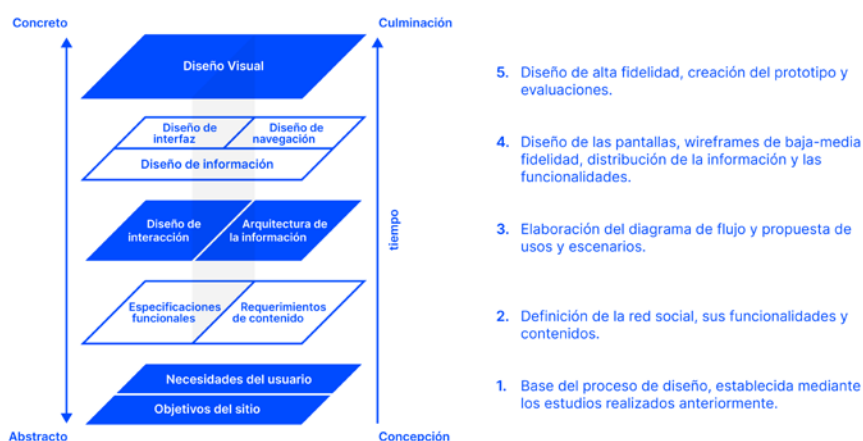 Concreto
Culminación
Diseño Visual
Diseño de
interfaz
Diseño de
navegación
Diseño de información
Diseño de
interacción
Arquitectura de
la información
Especificaciones
funcionales
Requerimientos
de contenido
Necesidades del usuario
Objetivos del sitio
tiempo
Abstracto
Concepción
5. Diseño de alta fidelidad, creación del prototipo y
evaluaciones.
4. Diseño de las pantallas, wireframes de baja-media
fidelidad, distribución de la información y las
funcionalidades.
3. Elaboración del diagrama de flujo y propuesta de
usos y escenarios.
2. Definición de la red social, sus funcionalidades y
contenidos.
1. Base del proceso de diseño, establecida mediante
los estudios realizados anteriormente.